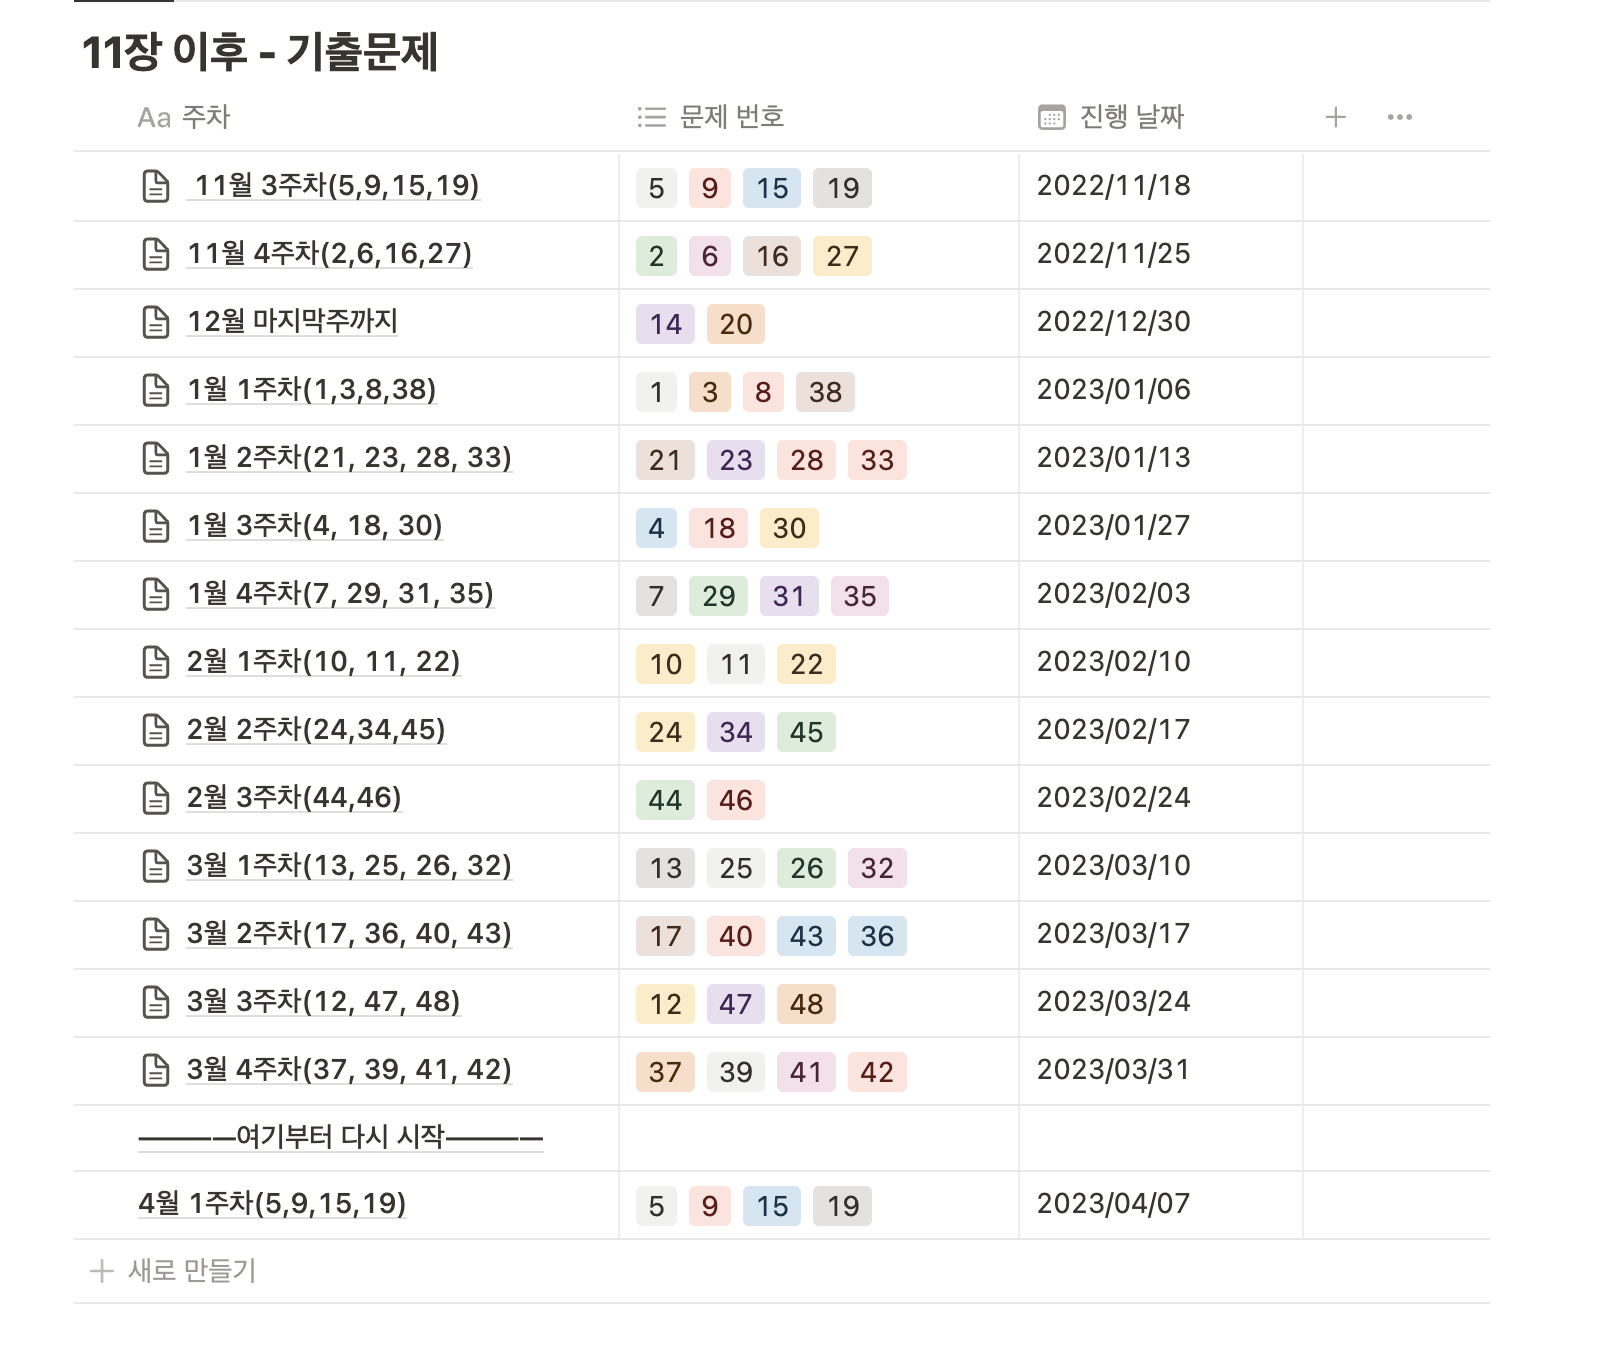 11장 이후 - 기출문제
Aa 주차 문제 번호 진행 날짜
11월 3주차(5,9,15,19) 5 9 15 19 2022/11/18
11월 4주차(2,6,16,27) 2 6 16 27 2022/11/25
12월 마지막주까지 14 20 2022/12/30
1월 1주차(1,3,8,38) 1 3 8 38 2023/01/06
1월 2주차(21, 23, 28, 33) 21 23 28 33 2023/01/13
1월 3주차(4, 18, 30) 4 18 30 2023/01/27
1월 4주차(7, 29, 31, 35) 7 29 31 35 2023/02/03
2월 1주차(10, 11, 22) 10 11 22 2023/02/10
2월 2주차(24,34,45) 24 34 45 2023/02/17
2월 3주차(44,46) 44 46 2023/02/24
3월 1주차(13, 25, 26, 32) 13 25 26 32 2023/03/10
3월 2주차(17, 36, 40, 43) 17 40 43 36 2023/03/17
3월 3주차(12, 47, 48) 12 47 48 2023/03/24
3월 4주차(37, 39, 41, 42) 37 39 41 42 2023/03/31
————여기부터 다시 시작————
4월 1주차(5,9,15,19) 5 9 15 19 2023/04/07
+ 새로 만들기